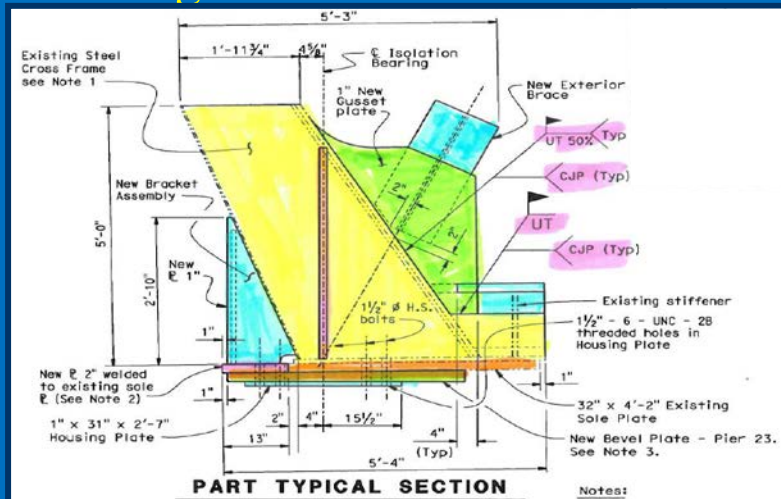 5'-3"
1'-11 3/4"
4 5/8"
℄ Isolation
Bearing
Existing Steel
Cross Frame
see Note 1
1" New
Gusset
plate
New Exterior
Brace
UT 50%
Typ
CJP (Typ)
UT
CJP (Typ)
2"
2"
New Bracket
Assembly
5'-0"
2'-10"
New
℄ 1"
1 1/2" Ø H.S.
bolts
Existing stiffener
1 1/2" - 6 - UNC - 2B
threaded holes in
Housing Plate
1"
New ℄ 2" welded
to existing sole
℄ (See Note 2)
1"
1"
1" x 31" x 2'-7"
Housing Plate
2"
4"
15 1/2"
13"
4"
(Typ)
32" x 4'-2" Existing
Sole Plate
New Bevel Plate - Pier 23.
See Note 3.
5'-4"
PART TYPICAL SECTION
Notes: